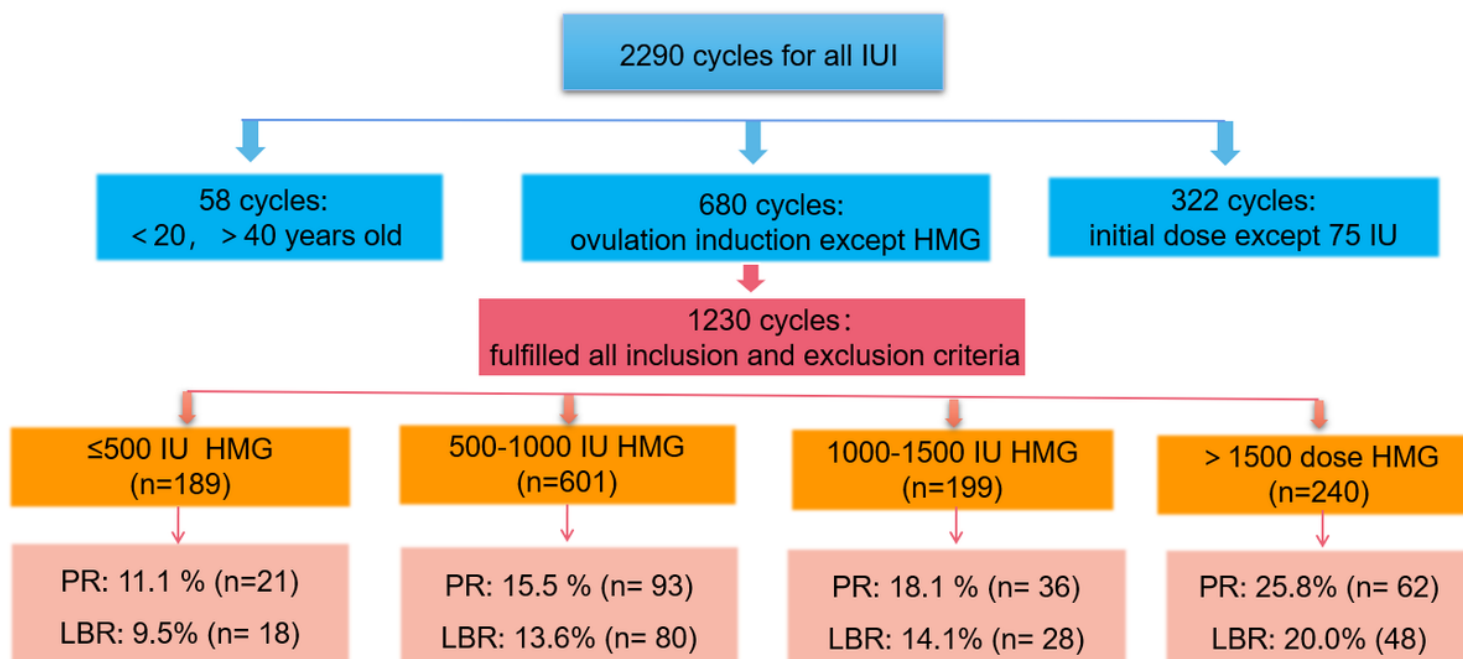 2290 cycles for all IUI
58 cycles:
＜20，＞40 years old
680 cycles:
ovulation induction except HMG
322 cycles:
initial dose except 75 IU
1230 cycles：
fulfilled all inclusion and exclusion criteria
≤500 IU HMG
(n=189)
500-1000 IU HMG
(n=601)
1000-1500 IU HMG
(n=199)
＞1500 dose HMG
(n=240)
PR: 11.1 % (n=21)
LBR: 9.5% (n= 18)
PR: 15.5 % (n= 93)
LBR: 13.6% (n= 80)
PR: 18.1 % (n= 36)
LBR: 14.1% (n= 28)
PR: 25.8% (n= 62)
LBR: 20.0% (48)